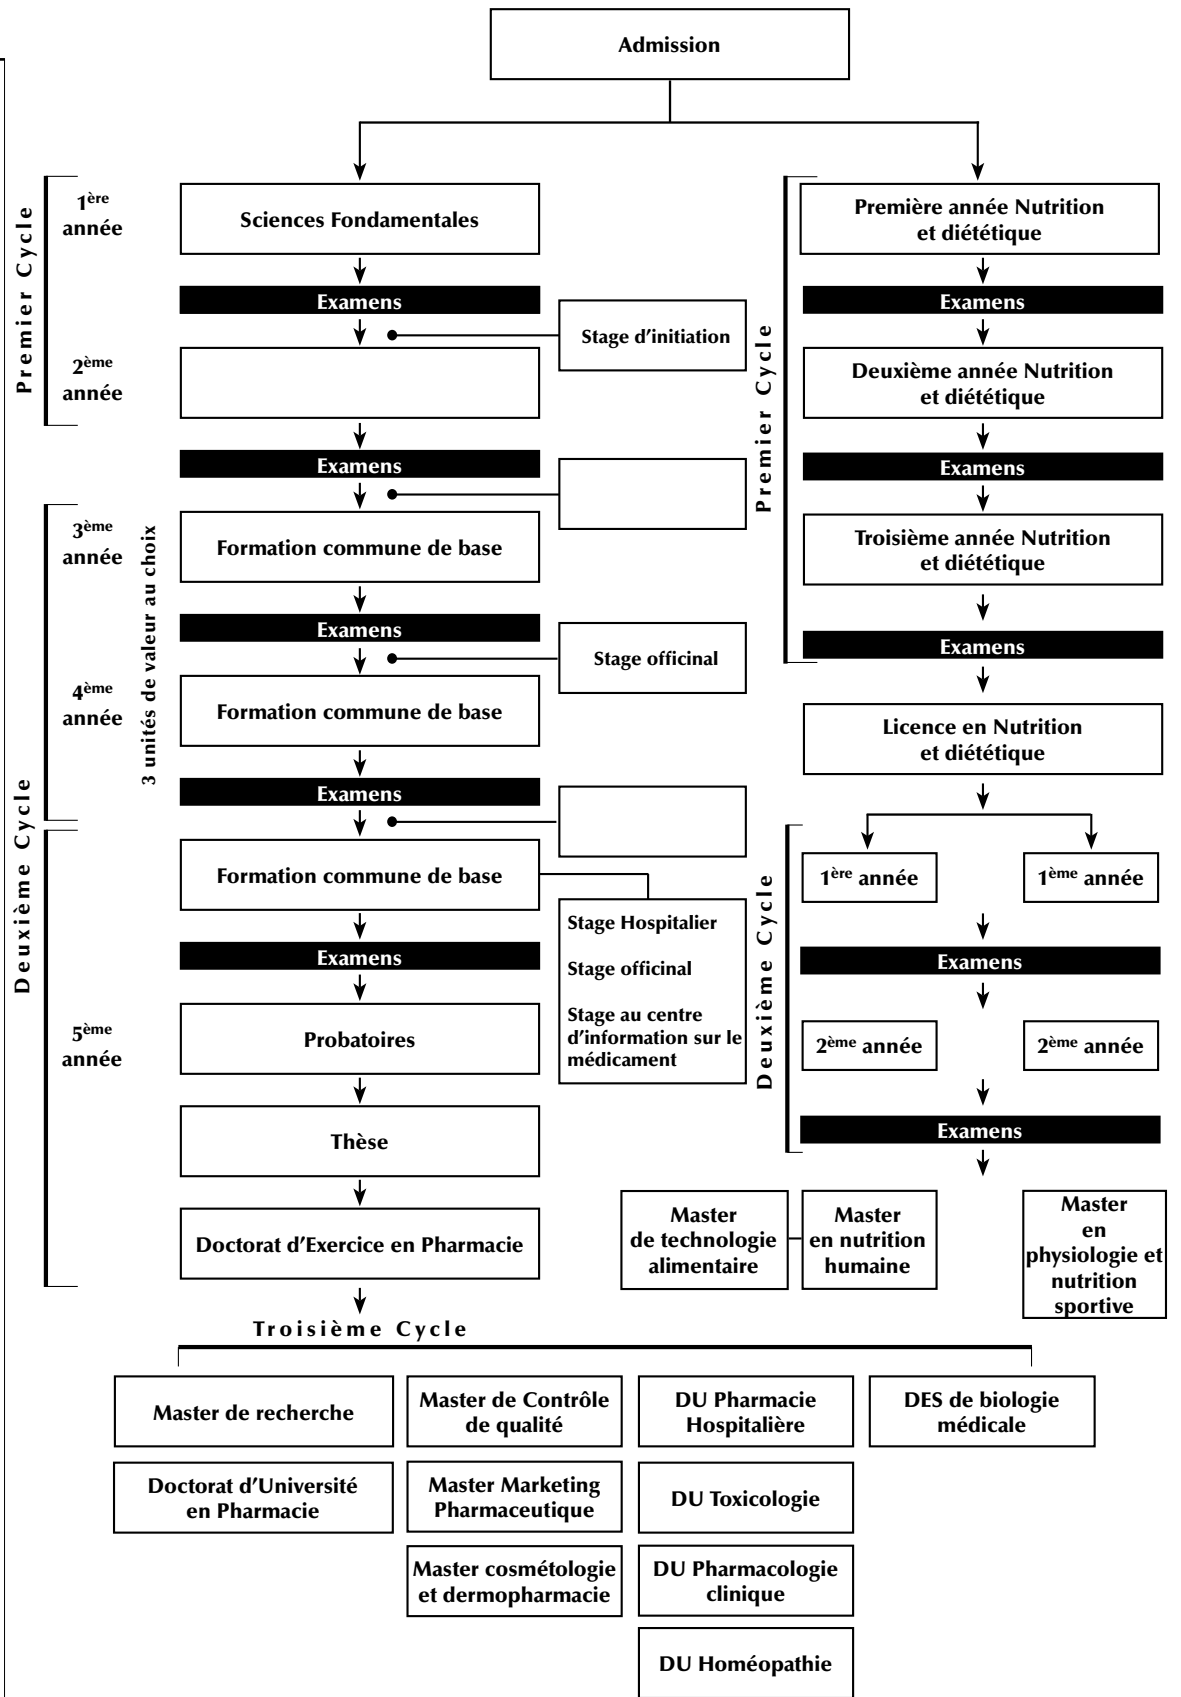 Admission
Premier Cycle
1ère
année
Sciences Fondamentales
Examens
Stage d'initiation
2ème
année
Examens
Deuxième Cycle
3 unités de valeur au choix
3ème
année
Formation commune de base
Examens
Stage officinal
4ème
année
Formation commune de base
Examens
Formation commune de base
Stage Hospitalier
Stage officinal
Stage au centre
d'information sur le
médicament
Examens
5ème
année
Probatoires
Thèse
Doctorat d'Exercice en Pharmacie
Premier Cycle
Première année Nutrition
et diététique
Examens
Deuxième année Nutrition
et diététique
Examens
Troisième année Nutrition
et diététique
Examens
Licence en Nutrition
et diététique
Deuxième Cycle
1ère année
1ème année
Examens
2ème année
2ème année
Examens
Master
de technologie
alimentaire
Master
en nutrition
humaine
Master
en
physiologie et
nutrition
sportive
Troisième Cycle
Master de recherche
Doctorat d'Université
en Pharmacie
Master de Contrôle
de qualité
Master Marketing
Pharmaceutique
Master cosmétologie
et dermopharmacie
DU Pharmacie
Hospitalière
DU Toxicologie
DU Pharmacologie
clinique
DU Homéopathie
DES de biologie
médicale